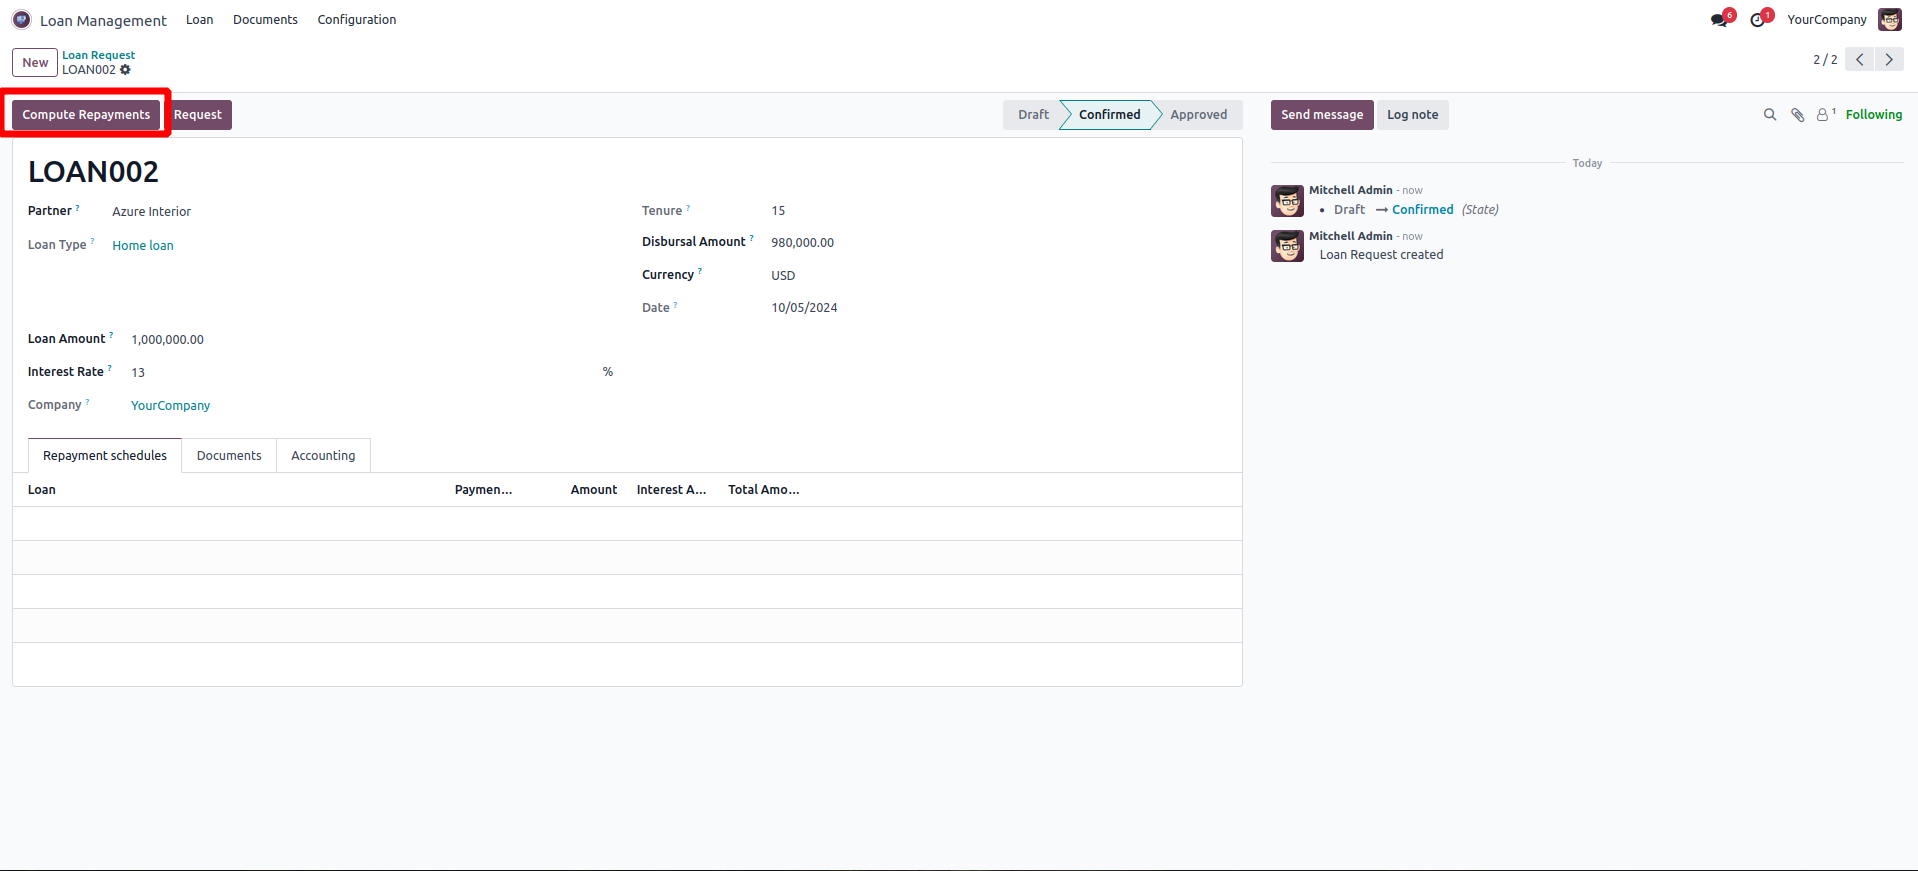 Loan Management Loan Documents Configuration 6 1 YourCompany
New Loan Request 2 / 2
LOAN002
Compute Repayments Request Draft Confirmed Approved Send message Log note 1 Following
LOAN002
Partner ? Azure Interior
Loan Type ? Home loan
Tenure ? 15
Disbursal Amount ? 980,000.00
Currency ? USD
Date ? 10/05/2024
Loan Amount ? 1,000,000.00
Interest Rate ? 13 %
Company ? YourCompany
Repayment schedules Documents Accounting
Loan Paymen... Amount Interest A... Total Amo...
Today
Mitchell Admin - now
• Draft → Confirmed (State)
Mitchell Admin - now
Loan Request created